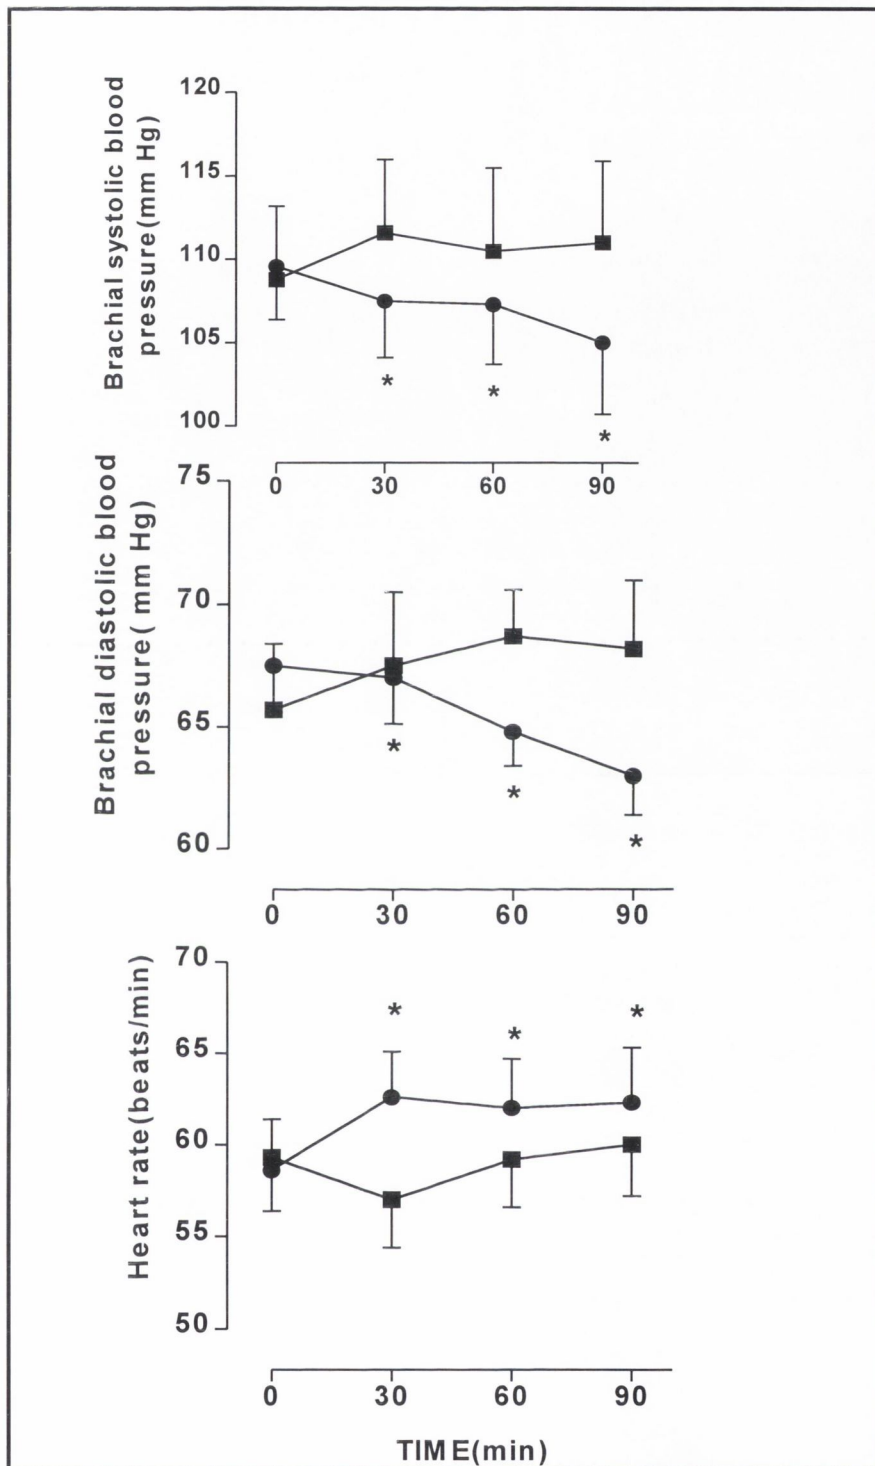 Brachial systolic blood
pressure(mm Hg)
120
115
110
105
100
*
*
*
0 30 60 90
Brachial diastolic blood
pressure( mm Hg)
75
70
65
60
*
*
*
0 30 60 90
Heart rate(beats/min)
70
65
60
55
50
*
*
*
0 30 60 90
TIME(min)